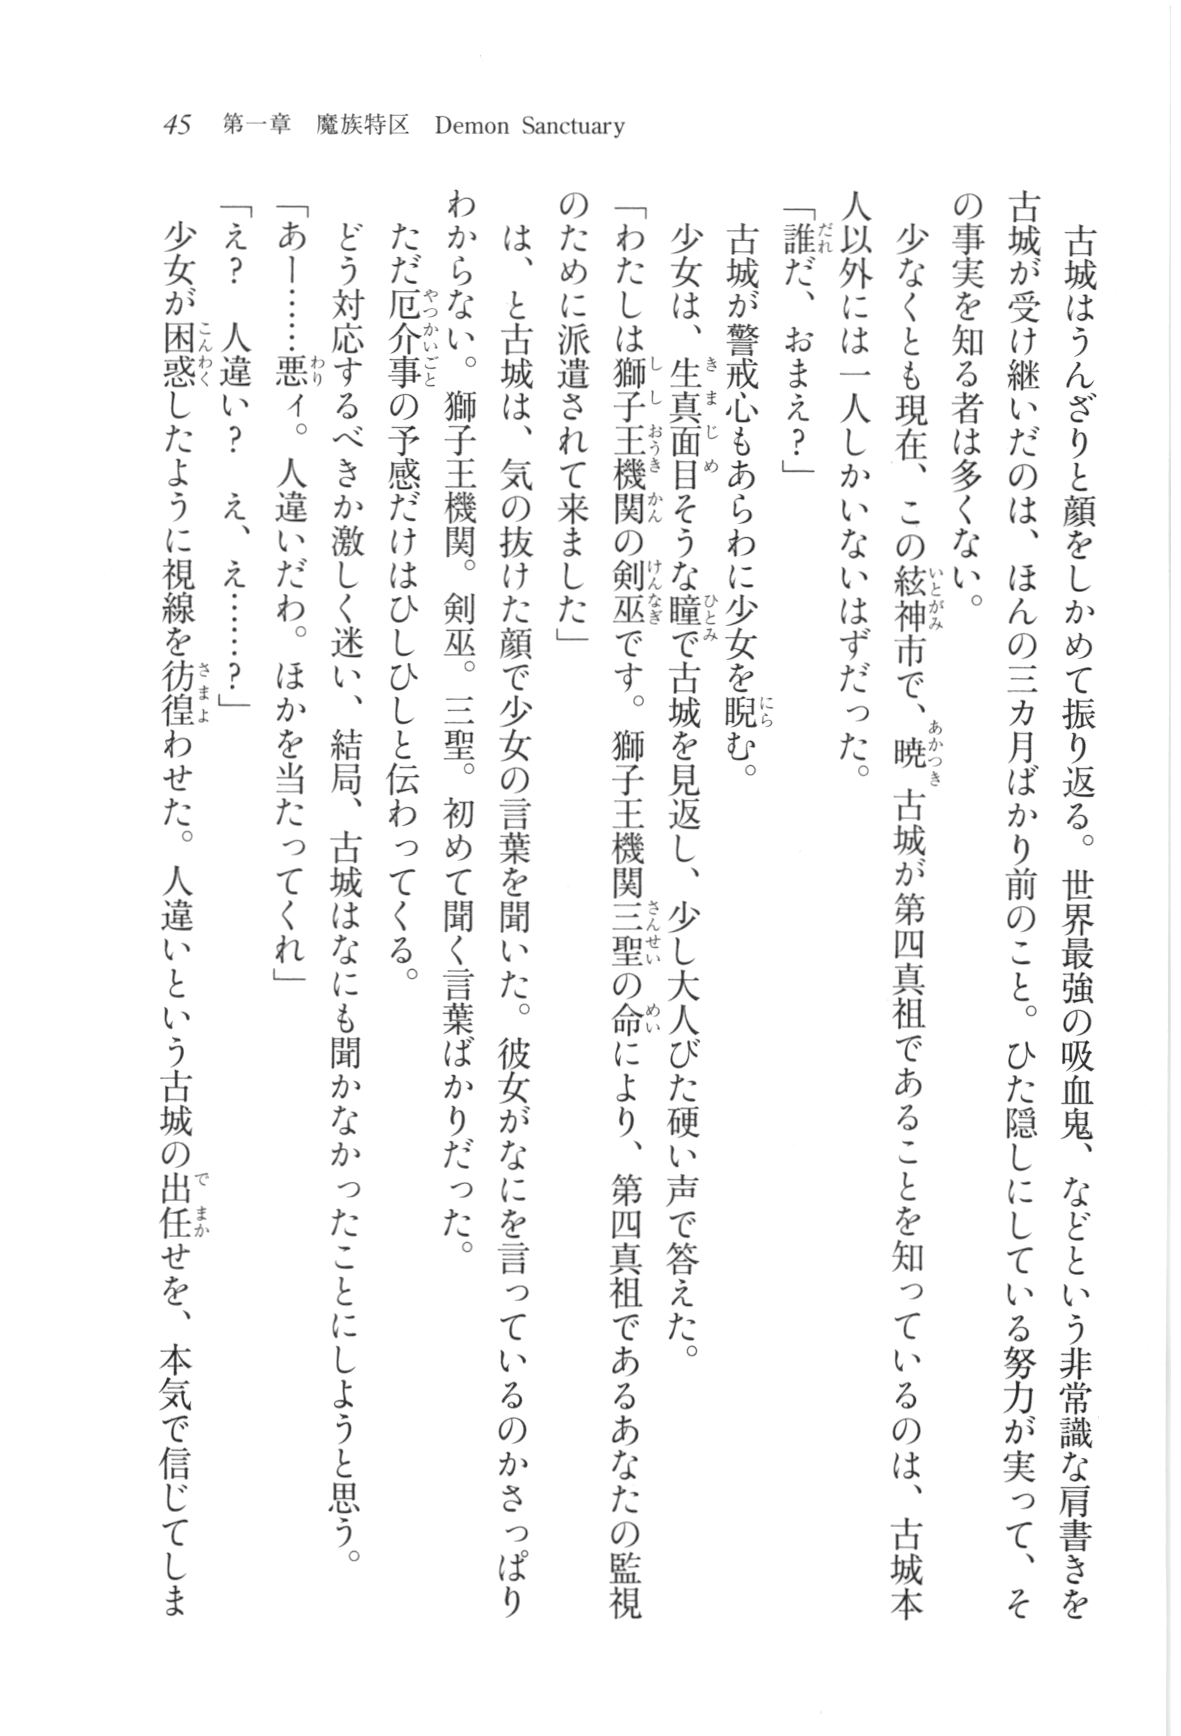 45　第一章　魔族特区　Demon Sanctuary
　古城はうんざりと顔をしかめて振り返る。世界最強の吸血鬼、などという非常識な肩書きを
古城が受け継いだのは、ほんの三カ月ばかり前のこと。ひた隠しにしている努力が実って、そ
の事実を知る者は多くない。
　少なくとも現在、この絃神市で、暁古城が第四真祖であることを知っているのは、古城本
人以外には一人しかいないはずだった。
「誰だ、おまえ？」
　古城が警戒心もあらわに少女を睨む。
　少女は、生真面目そうな瞳で古城を見返し、少し大人びた硬い声で答えた。
「わたしは獅子王機関の剣巫です。獅子王機関三聖の命により、第四真祖であるあなたの監視
のために派遣されて来ました」
　は、と古城は、気の抜けた顔で少女の言葉を聞いた。彼女がなにを言っているのかさっぱり
わからない。獅子王機関。剣巫。三聖。初めて聞く言葉ばかりだった。
　ただ厄介事の予感だけはひしひしと伝わってくる。
　どう対応するべきか激しく迷い、結局、古城はなにも聞かなかったことにしようと思う。
「あー……悪ィ。人違いだわ。ほかを当たってくれ」
「え？　人違い？　え、え……？」
　少女が困惑したように視線を彷徨わせた。人違いという古城の出任せを、本気で信じてしま